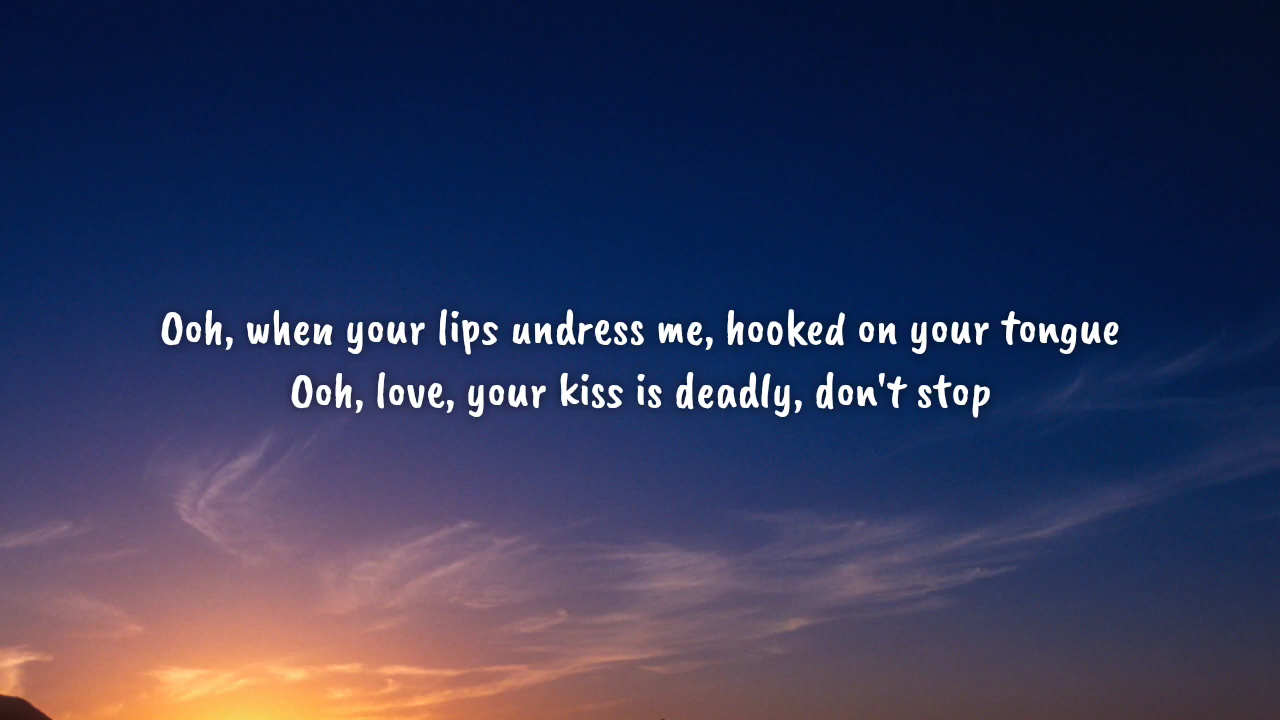 Ooh, when your lips undress me, hooked on your tongue
Ooh, love, your kiss is deadly, don't stop